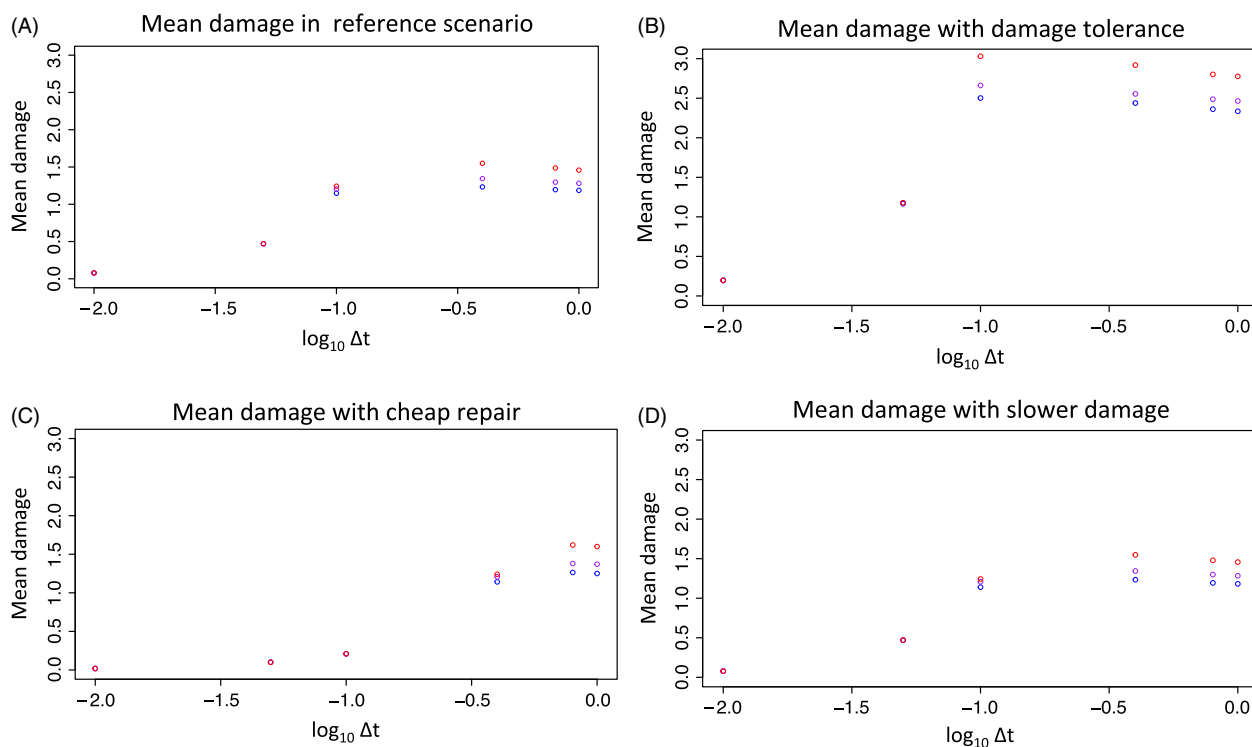 (A) Mean damage in reference scenario
Mean damage
3.0
2.5
2.0
1.5
1.0
0.5
0.0
−2.0 −1.5 −1.0 −0.5 0.0
log₁₀ Δt
(B) Mean damage with damage tolerance
Mean damage
3.0
2.5
2.0
1.5
1.0
0.5
0.0
−2.0 −1.5 −1.0 −0.5 0.0
log₁₀ Δt
(C) Mean damage with cheap repair
Mean damage
3.0
2.5
2.0
1.5
1.0
0.5
0.0
−2.0 −1.5 −1.0 −0.5 0.0
log₁₀ Δt
(D) Mean damage with slower damage
Mean damage
3.0
2.5
2.0
1.5
1.0
0.5
0.0
−2.0 −1.5 −1.0 −0.5 0.0
log₁₀ Δt